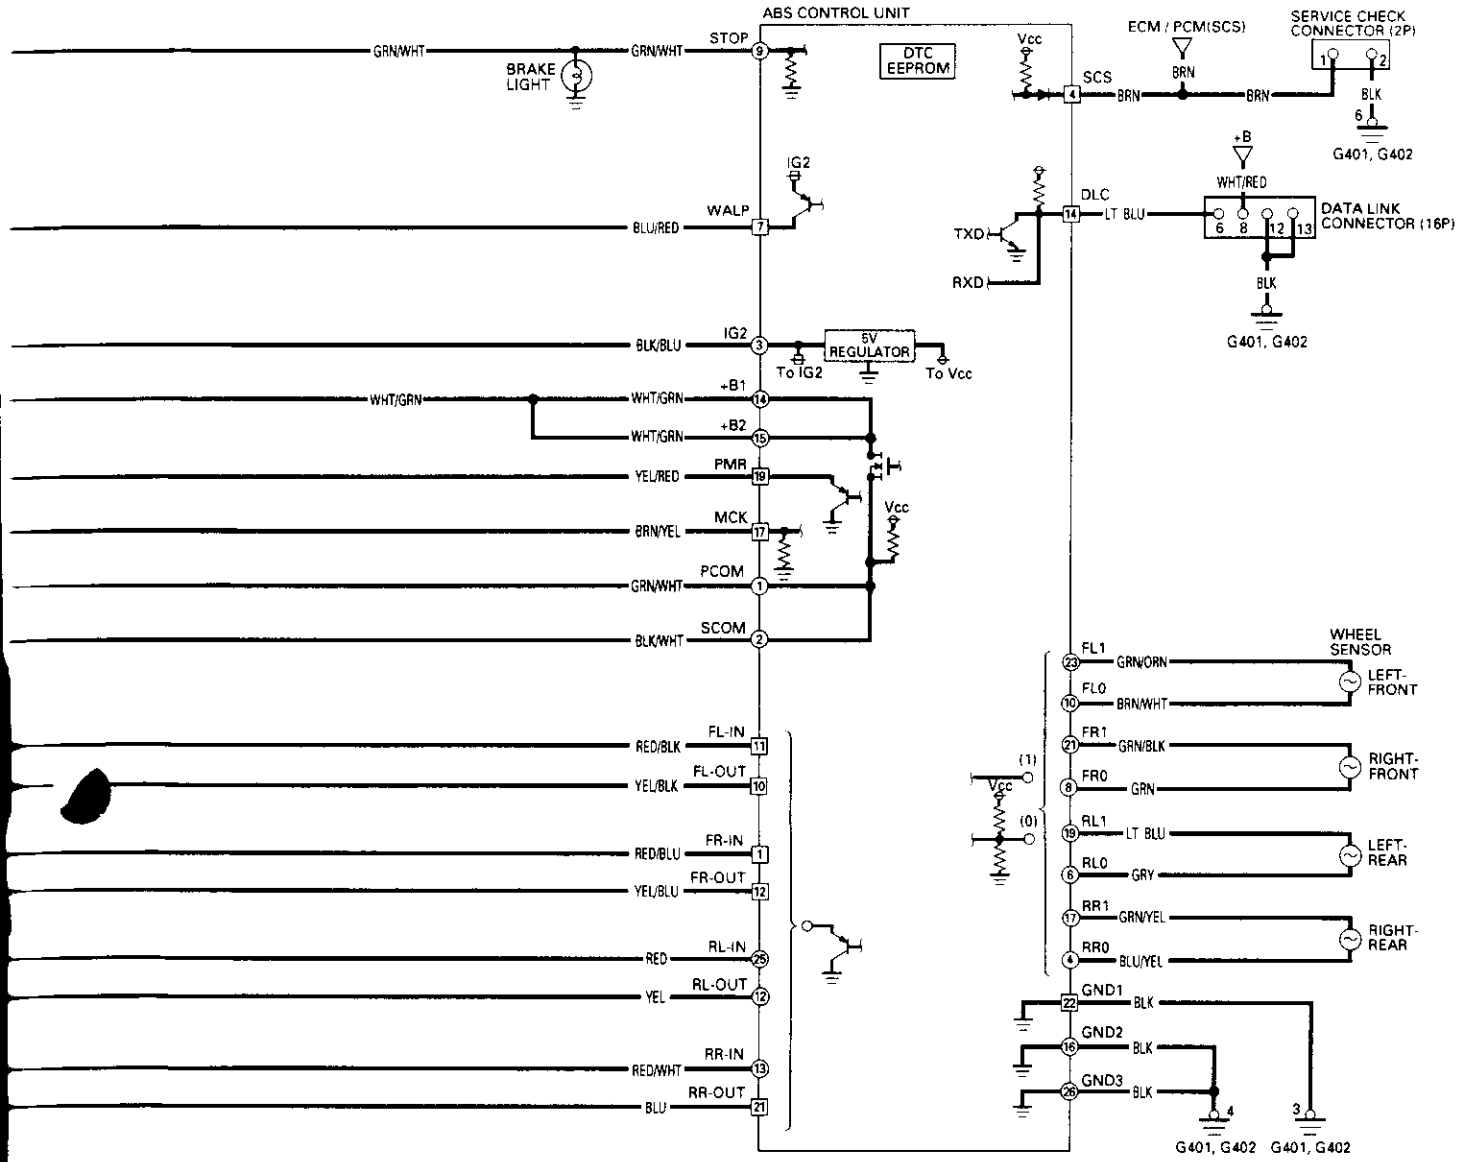 ABS CONTROL UNIT
GRN/WHT
BRAKE
LIGHT
GRN/WHT
STOP
9
DTC
EEPROM
Vcc
SCS
4
BRN
ECM / PCM(SCS)
BRN
BRN
SERVICE CHECK
CONNECTOR (2P)
1
2
BLK
6
G401, G402
BLU/RED
WALP
7
IG2
TXD
RXD
DLC
14
LT BLU
+B
WHT/RED
6
8
12
13
DATA LINK
CONNECTOR (16P)
BLK
G401, G402
BLK/BLU
IG2
3
To IG2
5V
REGULATOR
To Vcc
WHT/GRN
WHT/GRN
+B1
14
WHT/GRN
+B2
15
YEL/RED
PMR
19
BRN/YEL
MCK
17
Vcc
GRN/WHT
PCOM
1
BLK/WHT
SCOM
2
WHEEL
SENSOR
23
FL1
GRN/ORN
10
FL0
BRN/WHT
LEFT-
FRONT
21
FR1
GRN/BLK
8
FR0
GRN
RIGHT-
FRONT
19
RL1
LT BLU
6
RL0
GRY
LEFT-
REAR
17
RR1
GRN/YEL
4
RR0
BLU/YEL
RIGHT-
REAR
(1)
Vcc
(0)
RED/BLK
FL-IN
11
YEL/BLK
FL-OUT
10
RED/BLU
FR-IN
1
YEL/BLU
FR-OUT
12
RED
RL-IN
25
YEL
RL-OUT
12
RED/WHT
RR-IN
13
BLU
RR-OUT
21
22
GND1
BLK
16
GND2
BLK
26
GND3
BLK
4
3
G401, G402
G401, G402